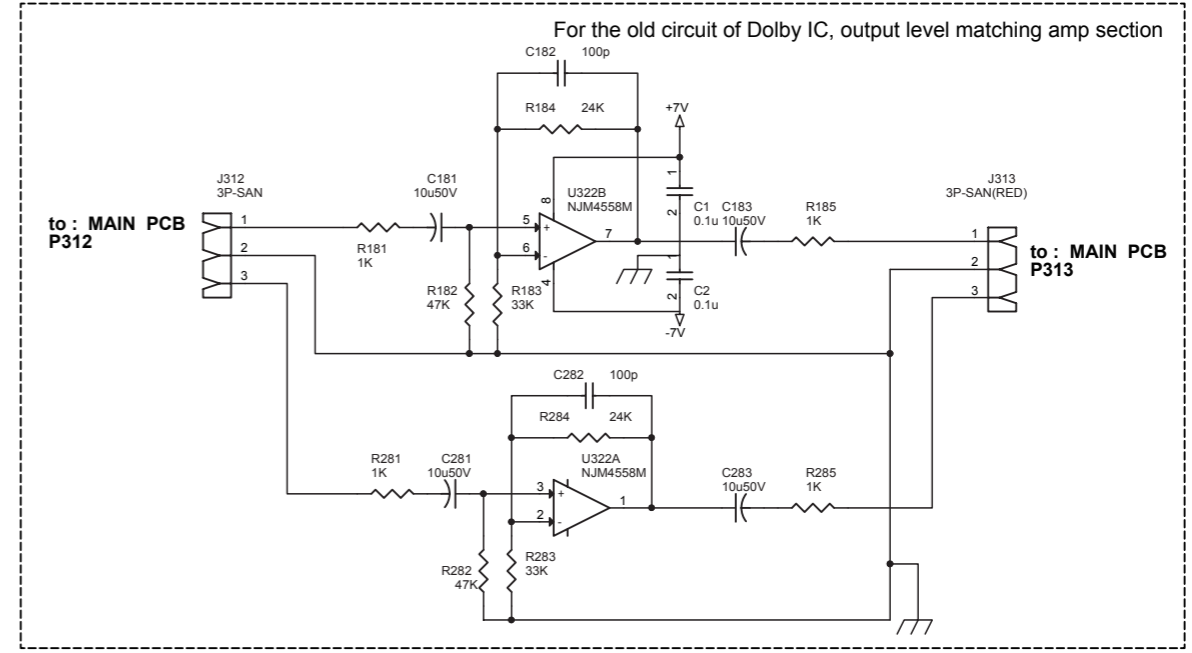 For the old circuit of Dolby IC, output level matching amp section
C182 100p
R184 24K
+7V
J312
3P-SAN
C181
10u50V
U322B
NJM4558M
8
1
2
C1
0.1u
C183
10u50V
R185
1K
J313
3P-SAN(RED)
to : MAIN PCB
P312
1
2
3
R181
1K
5
+
6
-
7
4
1
2
3
to : MAIN PCB
P313
R182
47K
R183
33K
1
2
C2
0.1u
-7V
C282 100p
R284 24K
R281
1K
C281
10u50V
U322A
NJM4558M
C283
10u50V
R285
1K
3
+
2
-
1
R282
47K
R283
33K